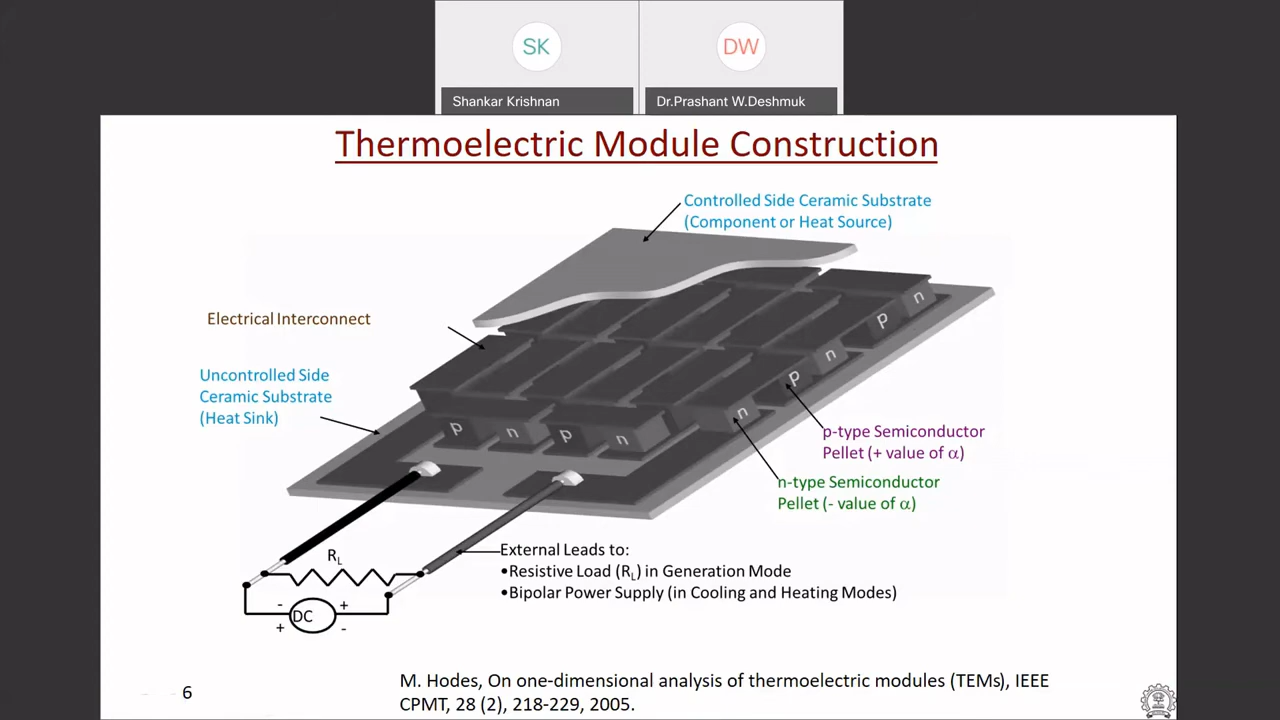 SK
DW
Shankar Krishnan
Dr.Prashant W.Deshmuk
Thermoelectric Module Construction
Controlled Side Ceramic Substrate
(Component or Heat Source)
Electrical Interconnect
Uncontrolled Side
Ceramic Substrate
(Heat Sink)
n
p
n
p
n
p
n
p
n
p-type Semiconductor
Pellet (+ value of α)
n-type Semiconductor
Pellet (- value of α)
External Leads to:
•Resistive Load (RL) in Generation Mode
•Bipolar Power Supply (in Cooling and Heating Modes)
RL
- +
DC
+ -
M. Hodes, On one-dimensional analysis of thermoelectric modules (TEMs), IEEE
CPMT, 28 (2), 218-229, 2005.
6